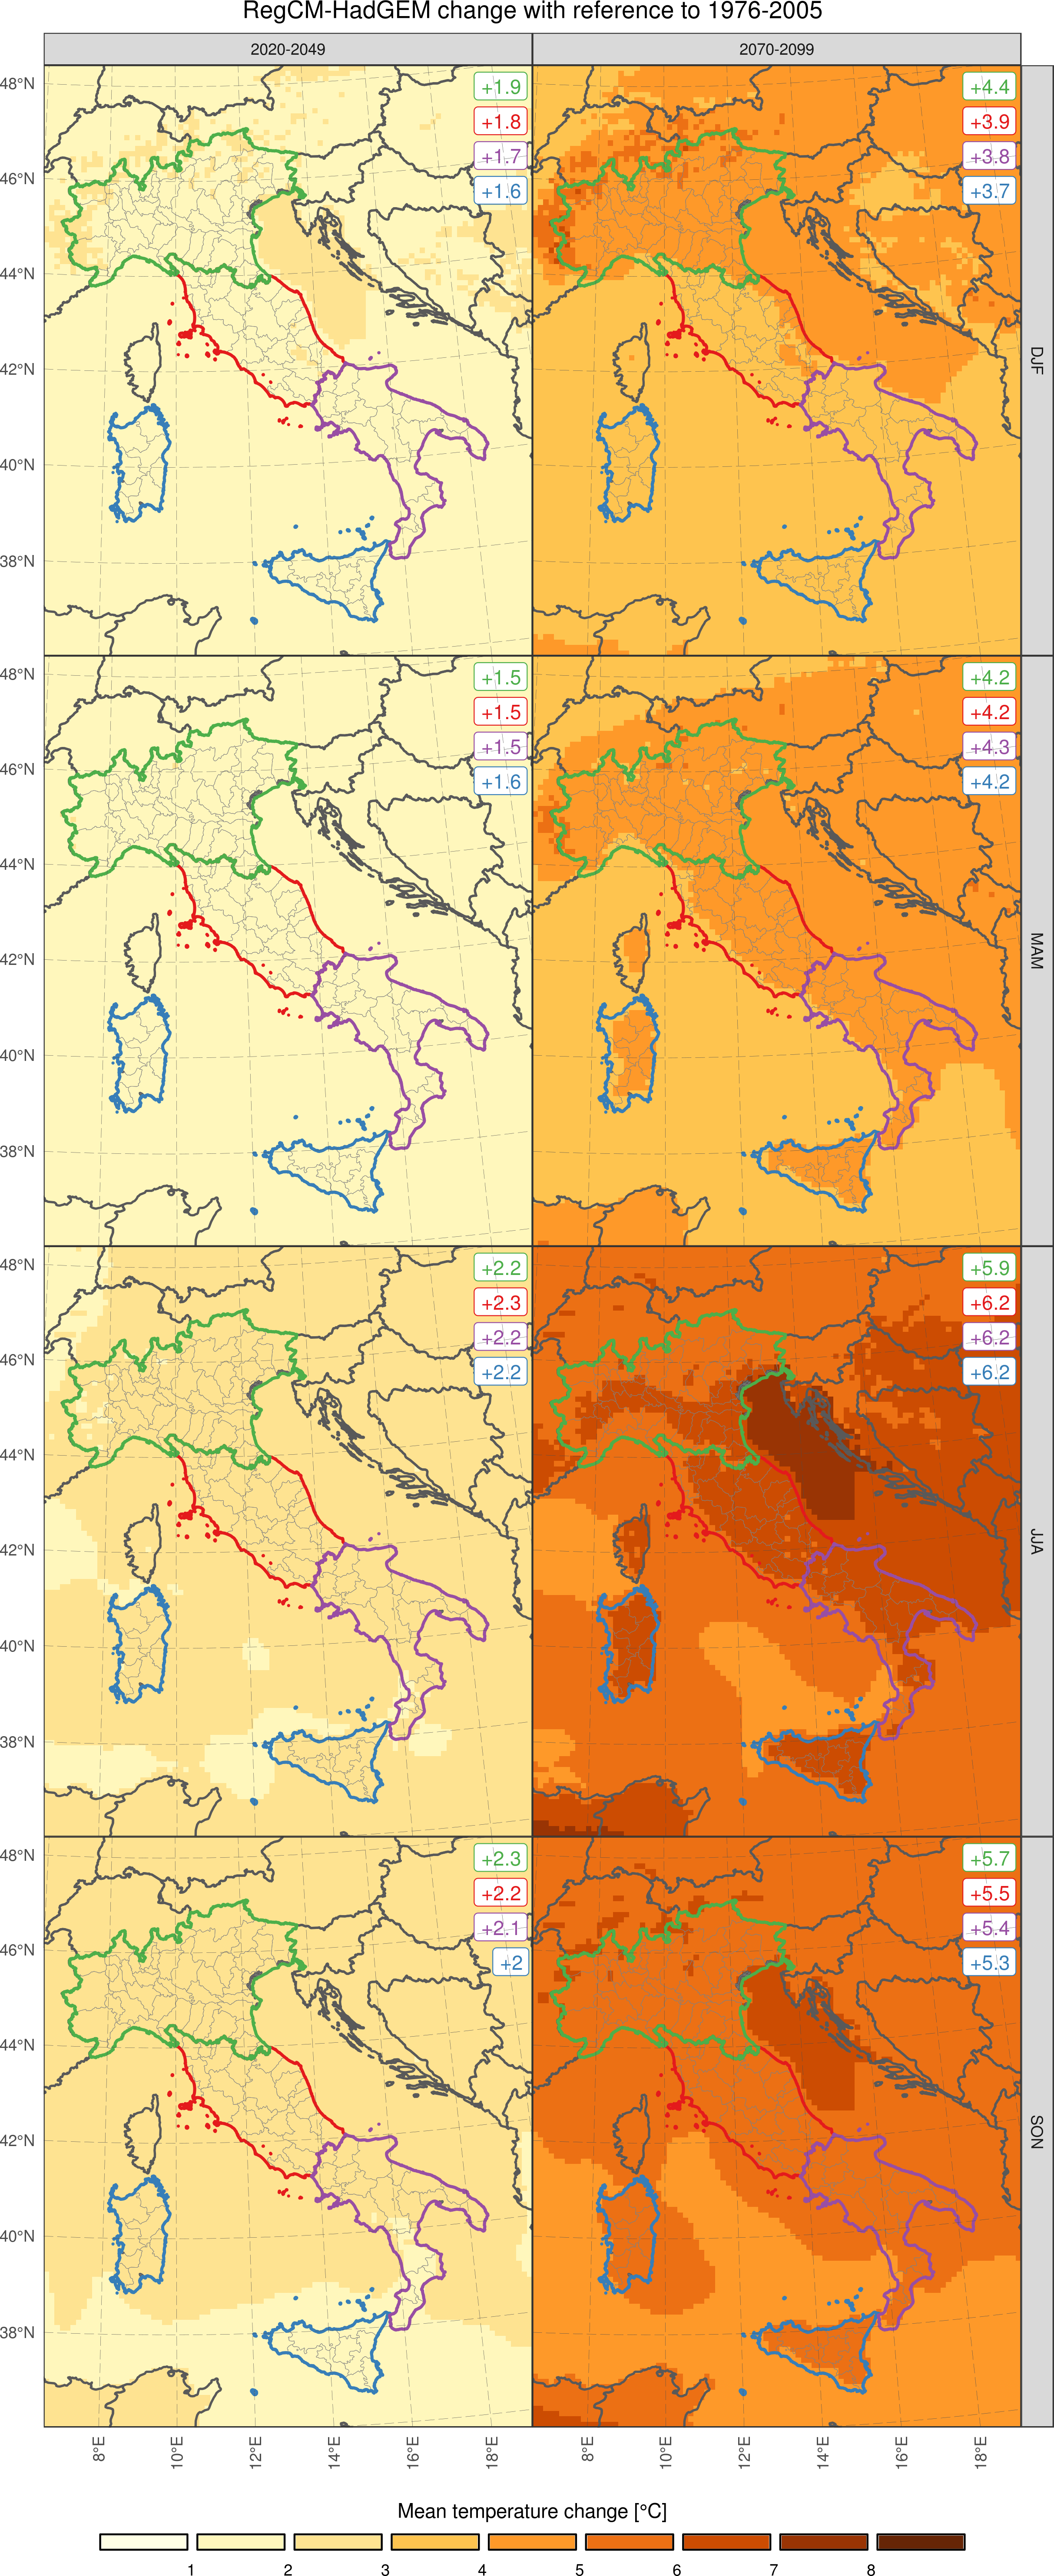 RegCM-HadGEM change with reference to 1976-2005
2020-2049
2070-2099
48°N
46°N
44°N
42°N
40°N
38°N
+1.9
+1.8
+1.7
+1.6
+4.4
+3.9
+3.8
+3.7
DJF
48°N
46°N
44°N
42°N
40°N
38°N
+1.5
+1.5
+1.5
+1.6
+4.2
+4.2
+4.3
+4.2
MAM
48°N
46°N
44°N
42°N
40°N
38°N
+2.2
+2.3
+2.2
+2.2
+5.9
+6.2
+6.2
+6.2
JJA
48°N
46°N
44°N
42°N
40°N
38°N
+2.3
+2.2
+2.1
+2
+5.7
+5.5
+5.4
+5.3
SON
8°E 10°E 12°E 14°E 16°E 18°E
8°E 10°E 12°E 14°E 16°E 18°E
Mean temperature change [°C]
1 2 3 4 5 6 7 8